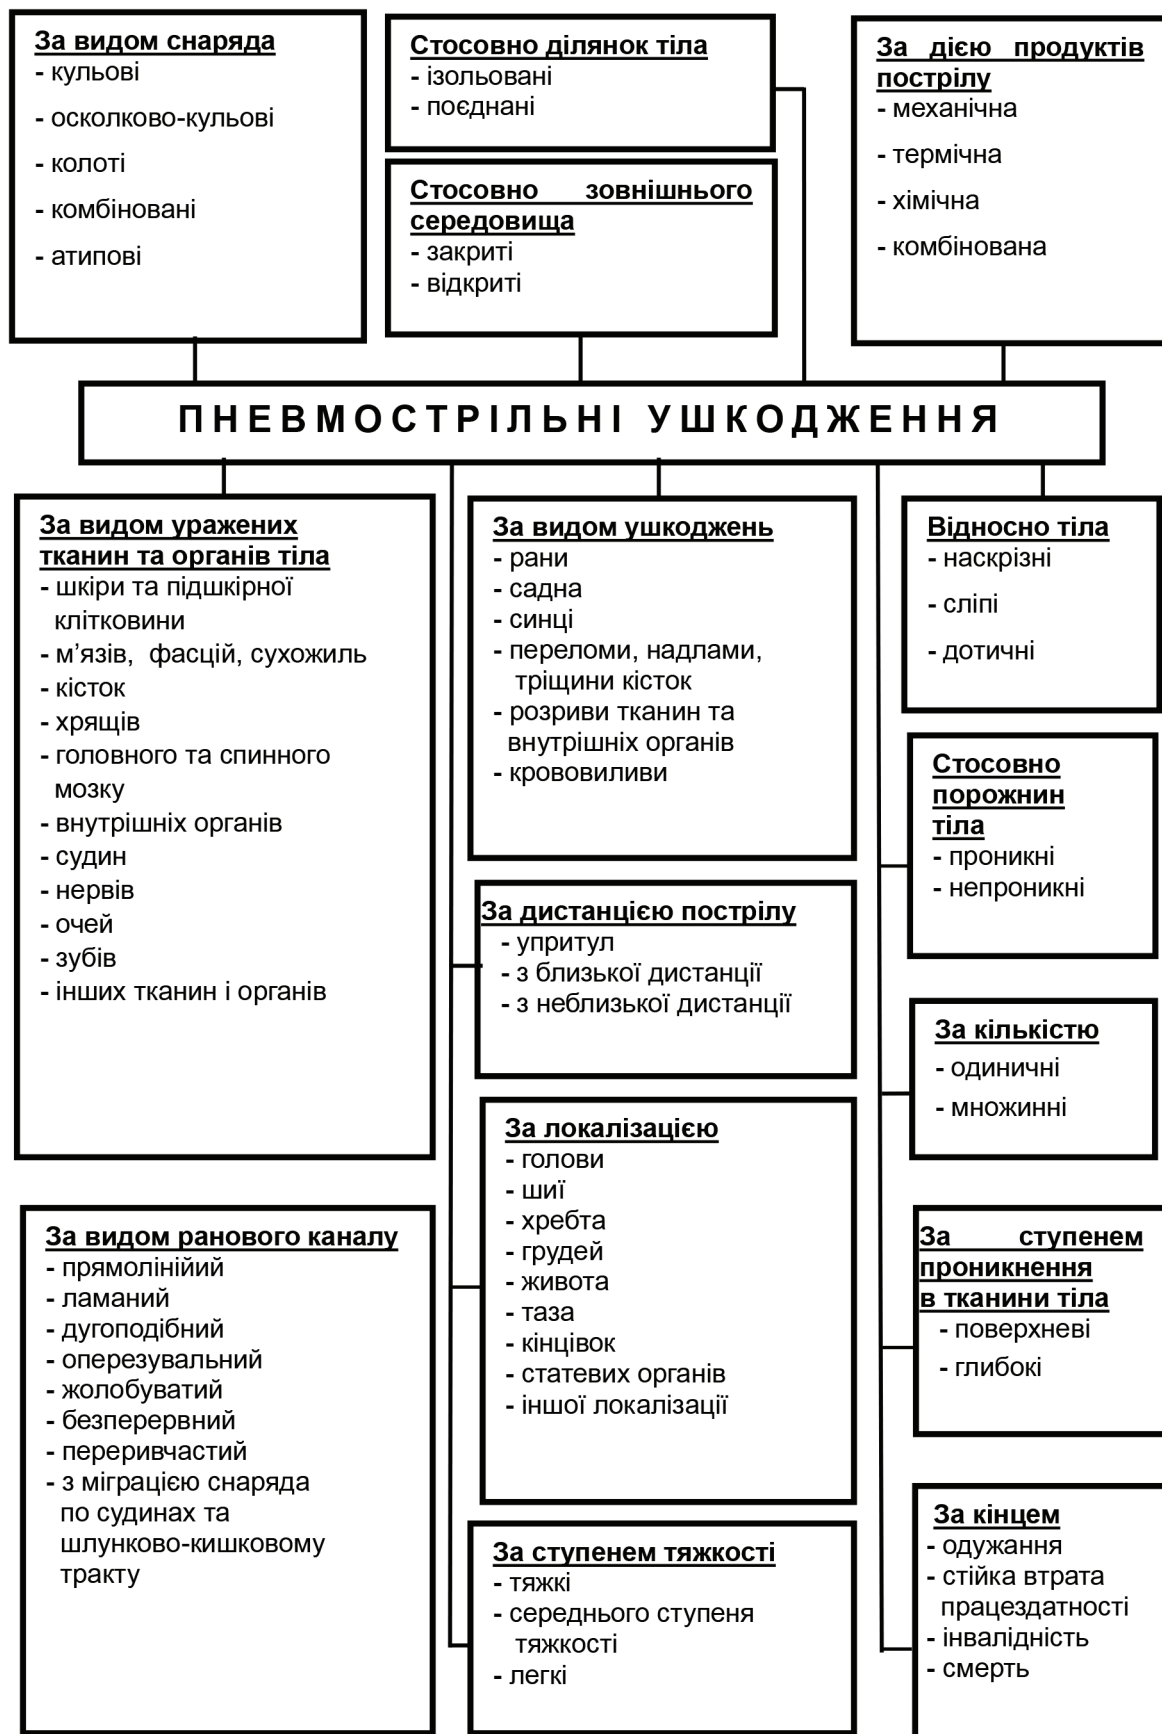 За видом снаряда
- кульові
- осколково-кульові
- колоті
- комбіновані
- атипові
Стосовно ділянок тіла
- ізольовані
- поєднані
Стосовно зовнішнього
середовища
- закриті
- відкриті
За дією продуктів
пострілу
- механічна
- термічна
- хімічна
- комбінована
ПНЕВМОСТРІЛЬНІ УШКОДЖЕННЯ
За видом уражених
тканин та органів тіла
- шкіри та підшкірної
клітковини
- м’язів, фасцій, сухожиль
- кісток
- хрящів
- головного та спинного
мозку
- внутрішніх органів
- судин
- нервів
- очей
- зубів
- інших тканин і органів
За видом ушкоджень
- рани
- садна
- синці
- переломи, надлами,
тріщини кісток
- розриви тканин та
внутрішніх органів
- крововиливи
Відносно тіла
- наскрізні
- сліпі
- дотичні
Стосовно
порожнин
тіла
- проникні
- непроникні
За дистанцією пострілу
- упритул
- з близької дистанції
- з неблизької дистанції
За кількістю
- одиничні
- множинні
За локалізацією
- голови
- шиї
- хребта
- грудей
- живота
- таза
- кінцівок
- статевих органів
- іншої локалізації
За видом ранового каналу
- прямолінійий
- ламаний
- дугоподібний
- оперезувальний
- жолобуватий
- безперервний
- переривчастий
- з міграцією снаряда
по судинах та
шлунково-кишковому
тракту
За ступенем
проникнення
в тканини тіла
- поверхневі
- глибокі
За ступенем тяжкості
- тяжкі
- середнього ступеня
тяжкості
- легкі
За кінцем
- одужання
- стійка втрата
працездатності
- інвалідність
- смерть